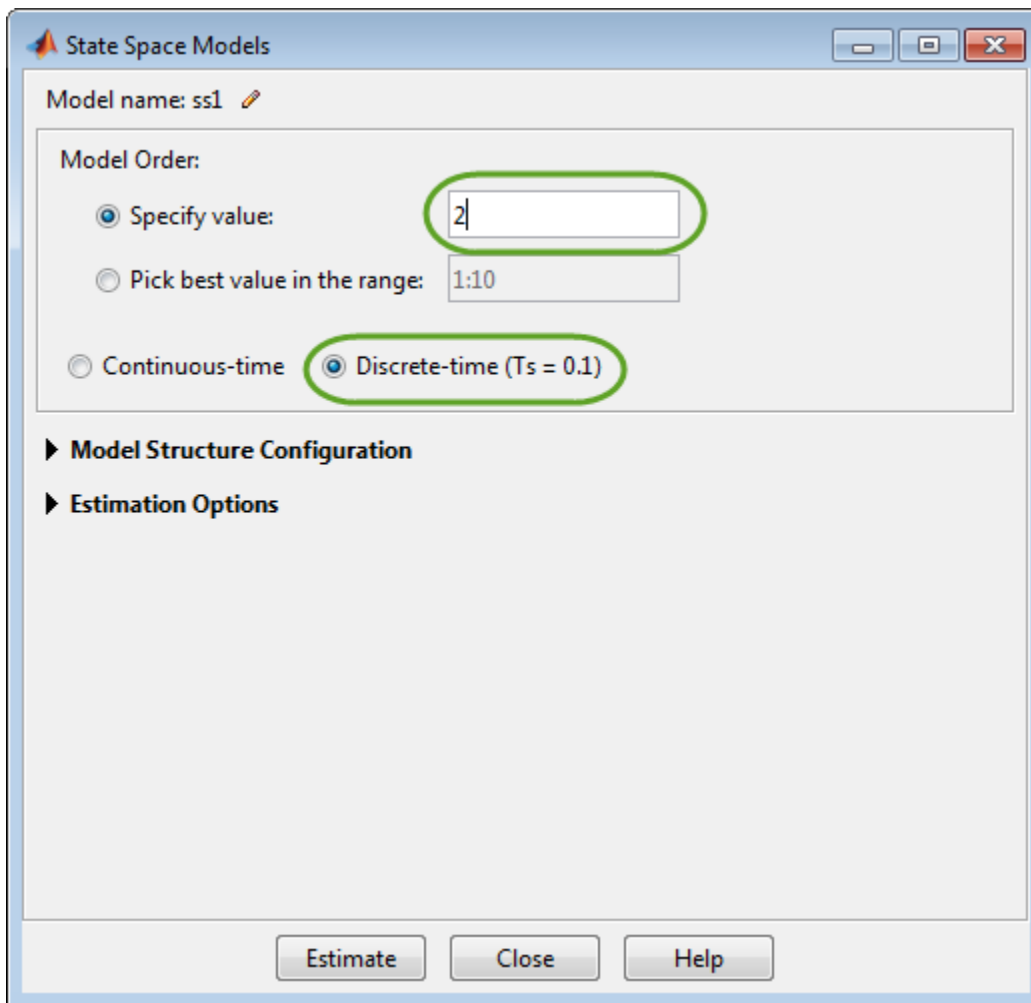 State Space Models
Model name: ss1
Model Order:
Specify value: 2
Pick best value in the range: 1:10
Continuous-time Discrete-time (Ts = 0.1)
Model Structure Configuration
Estimation Options
Estimate Close Help